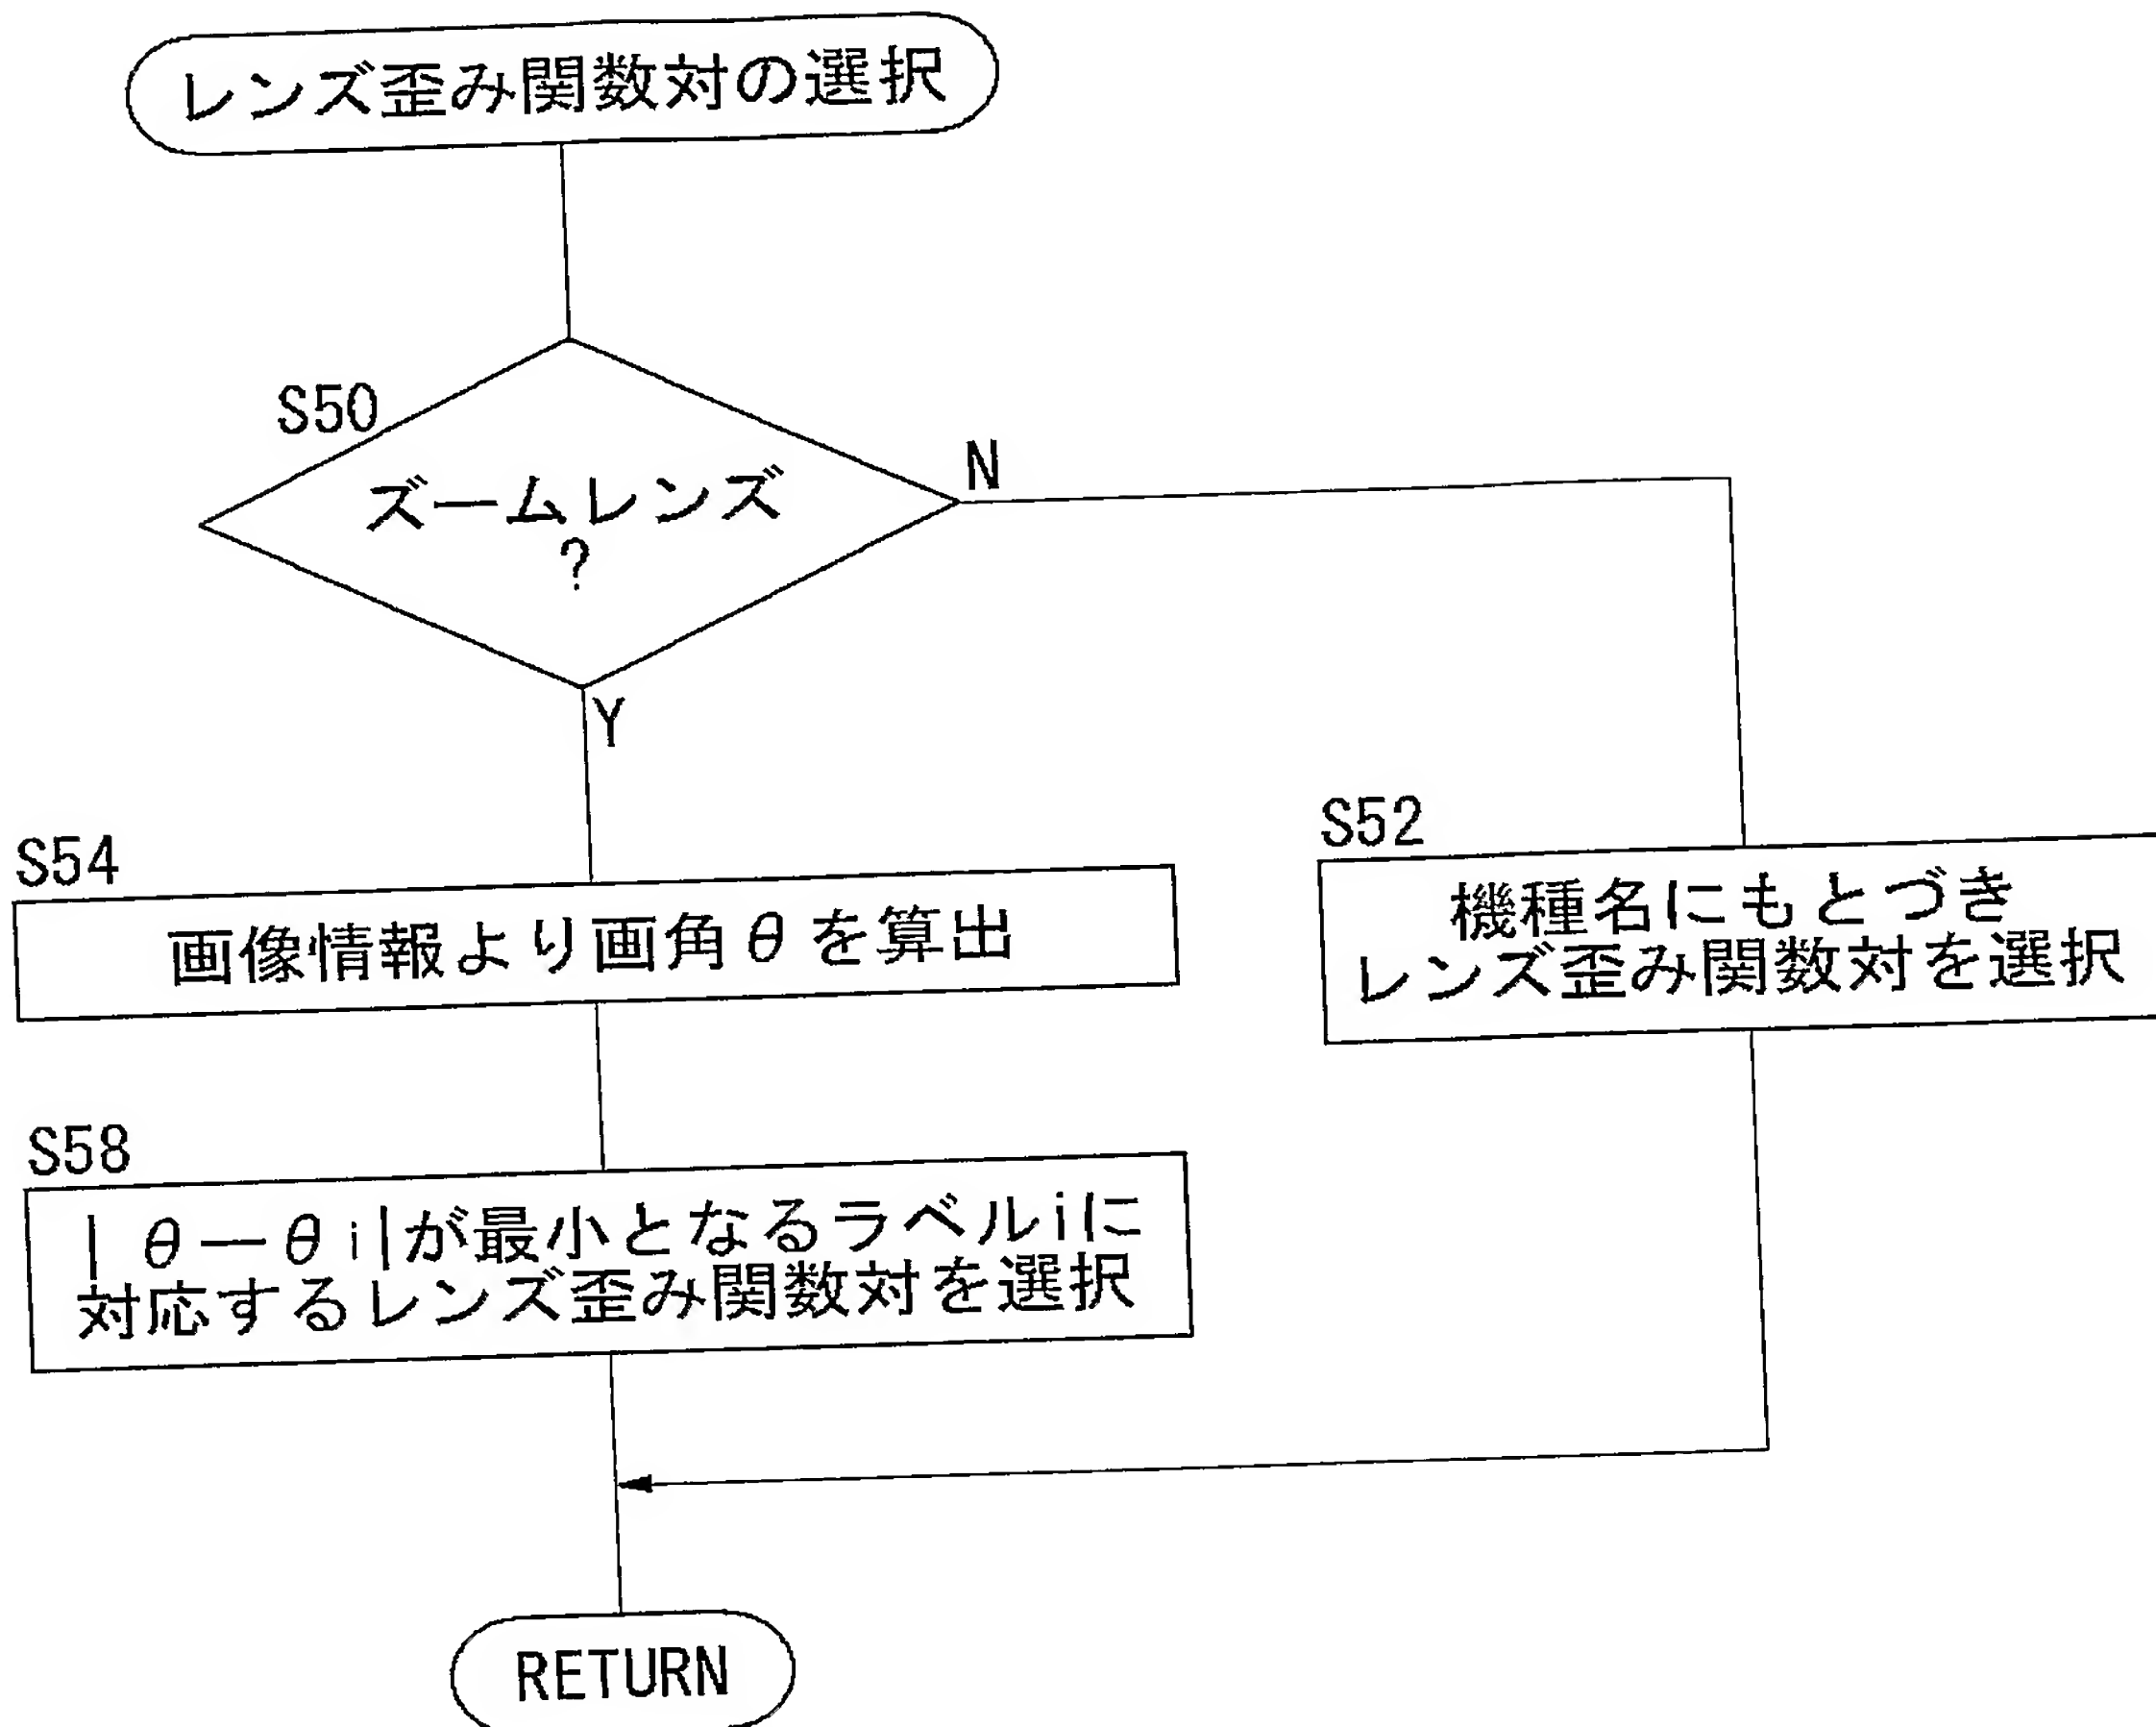 レンズ歪み関数対の選択
S50
ズームレンズ
?
N
Y
S54
画像情報より画角θを算出
S52
機種名にもとづき
レンズ歪み関数対を選択
S58
|θ－θi|が最小となるラベルiに
対応するレンズ歪み関数対を選択
RETURN